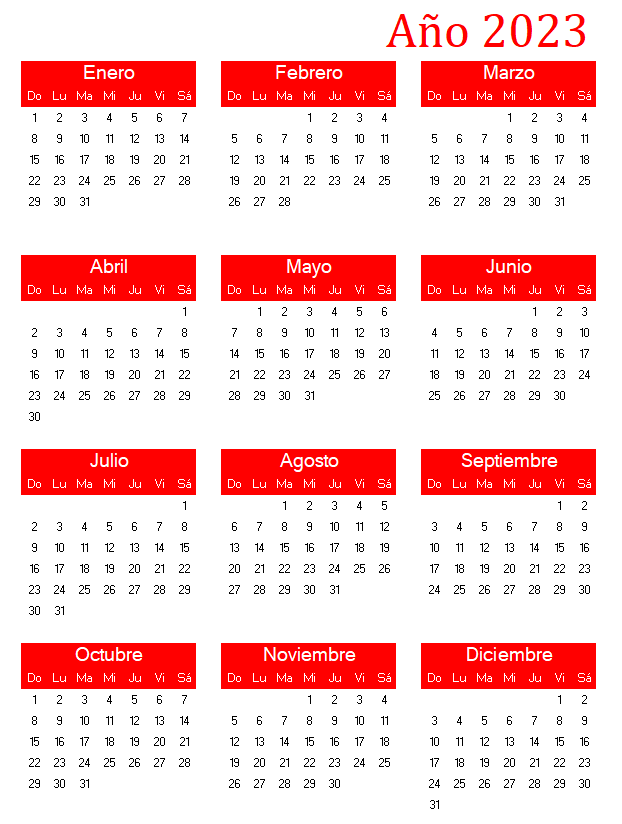 Año 2023
Enero
Do Lu Ma Mi Ju Vi Sá
1 2 3 4 5 6 7
8 9 10 11 12 13 14
15 16 17 18 19 20 21
22 23 24 25 26 27 28
29 30 31
Febrero
Do Lu Ma Mi Ju Vi Sá
1 2 3 4
5 6 7 8 9 10 11
12 13 14 15 16 17 18
19 20 21 22 23 24 25
26 27 28
Marzo
Do Lu Ma Mi Ju Vi Sá
1 2 3 4
5 6 7 8 9 10 11
12 13 14 15 16 17 18
19 20 21 22 23 24 25
26 27 28 29 30 31
Abril
Do Lu Ma Mi Ju Vi Sá
1
2 3 4 5 6 7 8
9 10 11 12 13 14 15
16 17 18 19 20 21 22
23 24 25 26 27 28 29
30
Mayo
Do Lu Ma Mi Ju Vi Sá
1 2 3 4 5 6
7 8 9 10 11 12 13
14 15 16 17 18 19 20
21 22 23 24 25 26 27
28 29 30 31
Junio
Do Lu Ma Mi Ju Vi Sá
1 2 3
4 5 6 7 8 9 10
11 12 13 14 15 16 17
18 19 20 21 22 23 24
25 26 27 28 29 30
Julio
Do Lu Ma Mi Ju Vi Sá
1
2 3 4 5 6 7 8
9 10 11 12 13 14 15
16 17 18 19 20 21 22
23 24 25 26 27 28 29
30 31
Agosto
Do Lu Ma Mi Ju Vi Sá
1 2 3 4 5
6 7 8 9 10 11 12
13 14 15 16 17 18 19
20 21 22 23 24 25 26
27 28 29 30 31
Septiembre
Do Lu Ma Mi Ju Vi Sá
1 2
3 4 5 6 7 8 9
10 11 12 13 14 15 16
17 18 19 20 21 22 23
24 25 26 27 28 29 30
Octubre
Do Lu Ma Mi Ju Vi Sá
1 2 3 4 5 6 7
8 9 10 11 12 13 14
15 16 17 18 19 20 21
22 23 24 25 26 27 28
29 30 31
Noviembre
Do Lu Ma Mi Ju Vi Sá
1 2 3 4
5 6 7 8 9 10 11
12 13 14 15 16 17 18
19 20 21 22 23 24 25
26 27 28 29 30
Diciembre
Do Lu Ma Mi Ju Vi Sá
1 2
3 4 5 6 7 8 9
10 11 12 13 14 15 16
17 18 19 20 21 22 23
24 25 26 27 28 29 30
31